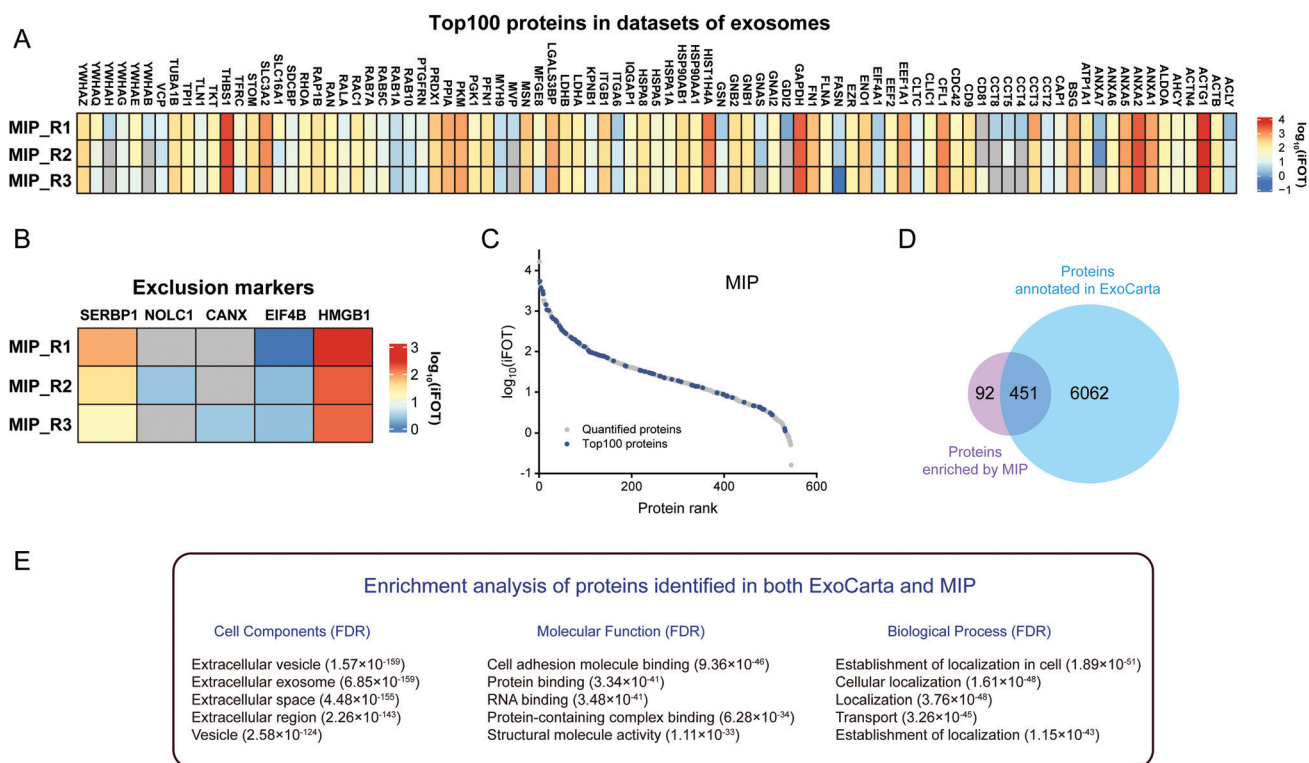 A
Top100 proteins in datasets of exosomes
YWHAZ YWHAQ YWHAH YWHAG YWHAE YWHAB VCP TUBA1B TPI1 TLN1 TKT THBS1 TFRC STOM SLC3A2 SLC16A1 SDCBP RHOA RAP1B RAN RALA RAC1 RAB7A RAB5C RAB1A RAB10 PTGFRN PRDX1 PPIA PKM PGK1 PFN1 MYH9 MVP MSN MFGE8 LGALS3BP LDHB LDHA KPNB1 ITGB1 ITGA6 IQGAP1 HSPA8 HSPA5 HSPA1A HSP90AB1 HSP90AA1 HIST1H4A GSN GNB2 GNB1 GNAS GNAI2 GDI2 GAPDH FN1 FLNA FASN EZR ENO1 EIF4A1 EEF2 EEF1A1 CLTC CLIC1 CFL1 CDC42 CD9 CD81 CCT8 CCT5 CCT4 CCT3 CCT2 CAP1 BSG ATP1A1 ANXA7 ANXA6 ANXA5 ANXA2 ANXA1 ALDOA AHCY ACTN4 ACTG1 ACTB ACLY
MIP_R1
MIP_R2
MIP_R3
4
3
2
1
0
−1
log₁₀(iFOT)
B
Exclusion markers
SERBP1 NOLC1 CANX EIF4B HMGB1
MIP_R1
MIP_R2
MIP_R3
3
2
1
0
log₁₀(iFOT)
C
MIP
log₁₀(iFOT)
4
3
2
1
0
-1
Quantified proteins
Top100 proteins
0 200 400 600
Protein rank
D
Proteins
annotated in ExoCarta
92 451 6062
Proteins
enriched by MIP
E
Enrichment analysis of proteins identified in both ExoCarta and MIP
Cell Components (FDR)
Extracellular vesicle (1.57×10⁻¹⁵⁹)
Extracellular exosome (6.85×10⁻¹⁵⁹)
Extracellular space (4.48×10⁻¹⁵⁵)
Extracellular region (2.26×10⁻¹⁴³)
Vesicle (2.58×10⁻¹²⁴)
Molecular Function (FDR)
Cell adhesion molecule binding (9.36×10⁻⁴⁶)
Protein binding (3.34×10⁻⁴¹)
RNA binding (3.48×10⁻⁴¹)
Protein-containing complex binding (6.28×10⁻³⁴)
Structural molecule activity (1.11×10⁻³³)
Biological Process (FDR)
Establishment of localization in cell (1.89×10⁻⁵¹)
Cellular localization (1.61×10⁻⁴⁸)
Localization (3.76×10⁻⁴⁸)
Transport (3.26×10⁻⁴⁵)
Establishment of localization (1.15×10⁻⁴³)